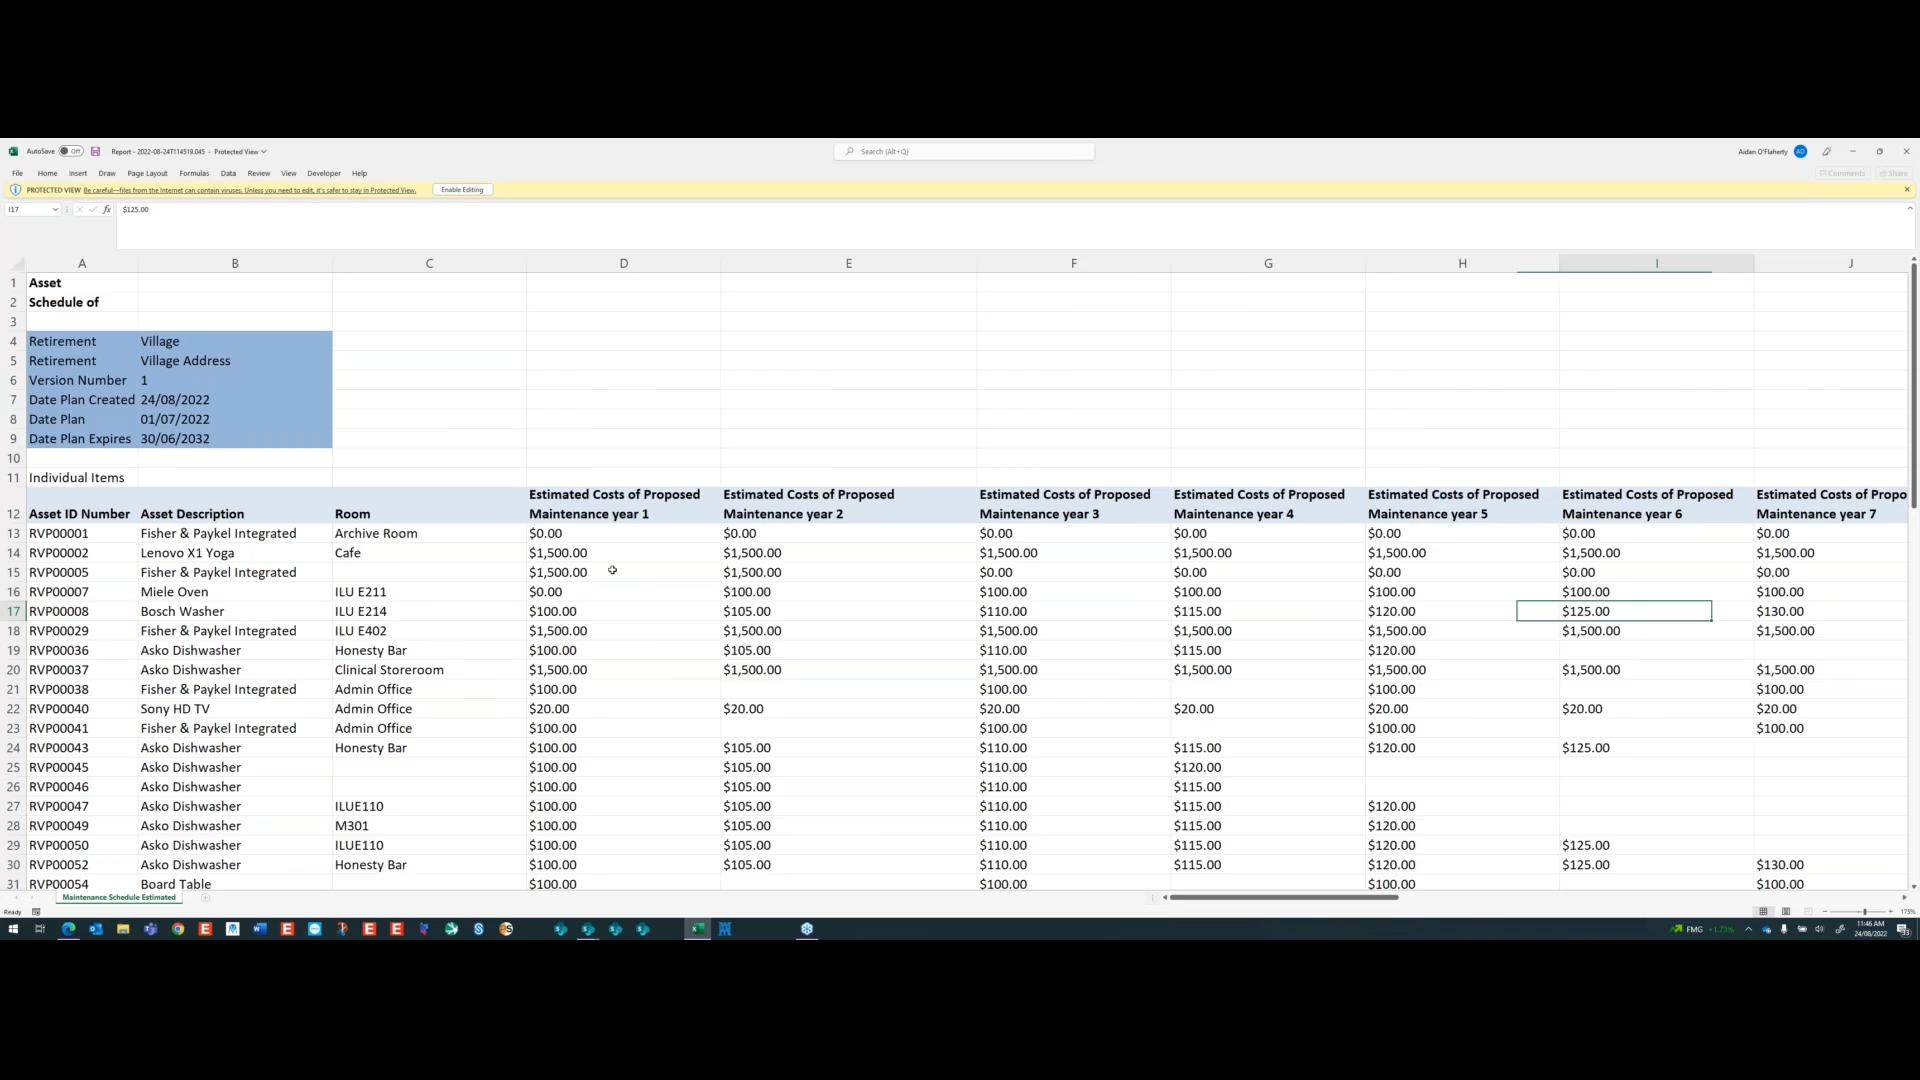 AutoSave Off Report - 2022-08-24T114519.045 - Protected View Search (Alt+Q) Aidan O'Flaherty AO
File Home Insert Draw Page Layout Formulas Data Review View Developer Help Comments Share
PROTECTED VIEW Be careful—files from the Internet can contain viruses. Unless you need to edit, it's safer to stay in Protected View. Enable Editing
I17 fx $125.00
A B C D E F G H I J
1 Asset
2 Schedule of
3
4 Retirement Village
5 Retirement Village Address
6 Version Number 1
7 Date Plan Created 24/08/2022
8 Date Plan 01/07/2022
9 Date Plan Expires 30/06/2032
10
11 Individual Items
Estimated Costs of Proposed Estimated Costs of Proposed Estimated Costs of Proposed Estimated Costs of Proposed Estimated Costs of Proposed Estimated Costs of Proposed Estimated Costs of Propo
12 Asset ID Number Asset Description Room Maintenance year 1 Maintenance year 2 Maintenance year 3 Maintenance year 4 Maintenance year 5 Maintenance year 6 Maintenance year 7
13 RVP00001 Fisher & Paykel Integrated Archive Room $0.00 $0.00 $0.00 $0.00 $0.00 $0.00 $0.00
14 RVP00002 Lenovo X1 Yoga Cafe $1,500.00 $1,500.00 $1,500.00 $1,500.00 $1,500.00 $1,500.00 $1,500.00
15 RVP00005 Fisher & Paykel Integrated $1,500.00 $1,500.00 $0.00 $0.00 $0.00 $0.00 $0.00
16 RVP00007 Miele Oven ILU E211 $0.00 $100.00 $100.00 $100.00 $100.00 $100.00 $100.00
17 RVP00008 Bosch Washer ILU E214 $100.00 $105.00 $110.00 $115.00 $120.00 $125.00 $130.00
18 RVP00029 Fisher & Paykel Integrated ILU E402 $1,500.00 $1,500.00 $1,500.00 $1,500.00 $1,500.00 $1,500.00 $1,500.00
19 RVP00036 Asko Dishwasher Honesty Bar $100.00 $105.00 $110.00 $115.00 $120.00
20 RVP00037 Asko Dishwasher Clinical Storeroom $1,500.00 $1,500.00 $1,500.00 $1,500.00 $1,500.00 $1,500.00 $1,500.00
21 RVP00038 Fisher & Paykel Integrated Admin Office $100.00 $100.00 $100.00 $100.00
22 RVP00040 Sony HD TV Admin Office $20.00 $20.00 $20.00 $20.00 $20.00 $20.00 $20.00
23 RVP00041 Fisher & Paykel Integrated Admin Office $100.00 $100.00 $100.00 $100.00
24 RVP00043 Asko Dishwasher Honesty Bar $100.00 $105.00 $110.00 $115.00 $120.00 $125.00
25 RVP00045 Asko Dishwasher $100.00 $105.00 $110.00 $120.00
26 RVP00046 Asko Dishwasher $100.00 $105.00 $110.00 $115.00
27 RVP00047 Asko Dishwasher ILUE110 $100.00 $105.00 $110.00 $115.00 $120.00
28 RVP00049 Asko Dishwasher M301 $100.00 $105.00 $110.00 $115.00 $120.00
29 RVP00050 Asko Dishwasher ILUE110 $100.00 $105.00 $110.00 $115.00 $120.00 $125.00
30 RVP00052 Asko Dishwasher Honesty Bar $100.00 $105.00 $110.00 $115.00 $120.00 $125.00 $130.00
31 RVP00054 Board Table $100.00 $100.00 $100.00 $100.00
Maintenance Schedule Estimated
Ready 175%
FMG +1.73% 11:46 AM
24/08/2022